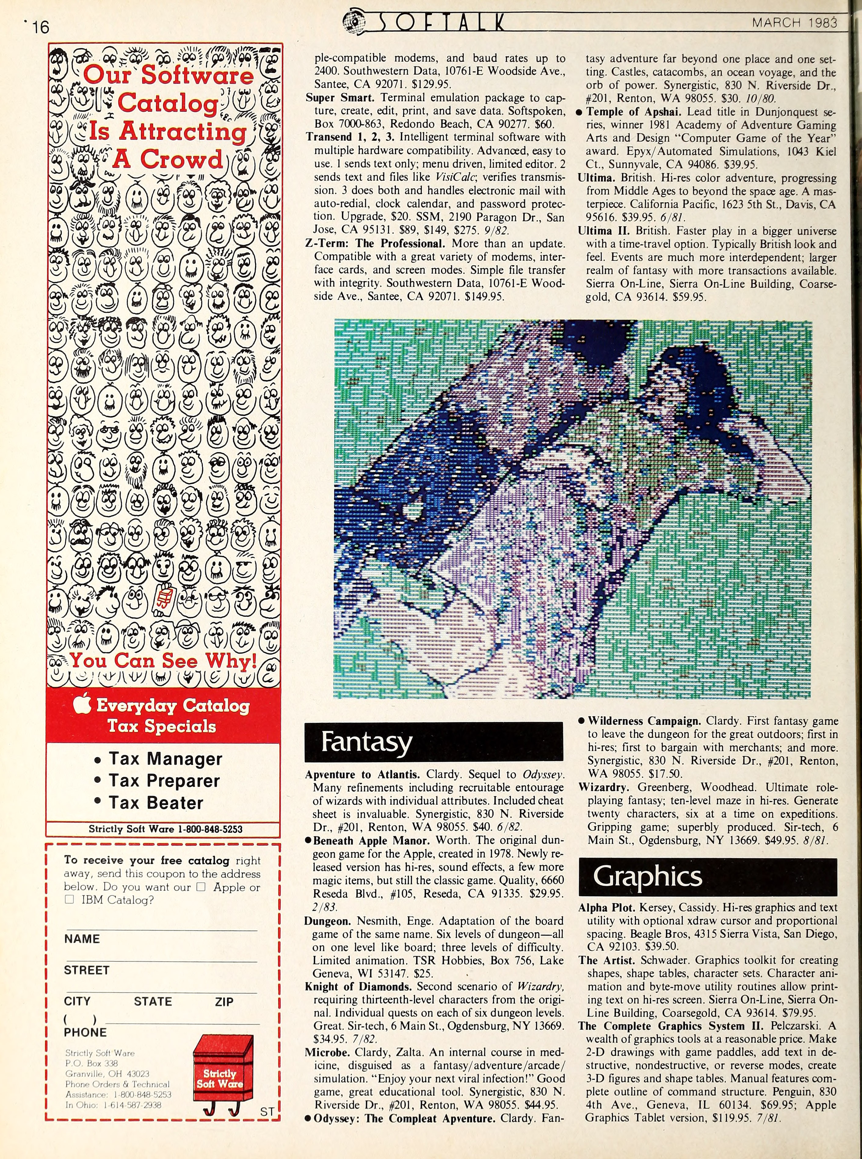 16
SOFTALK
MARCH 1983
Our Software
Catalog
Is Attracting
A Crowd
You Can See Why!
Everyday Catalog
Tax Specials
• Tax Manager
• Tax Preparer
• Tax Beater
Strictly Soft Ware 1-800-848-5253
To receive your free catalog right
away, send this coupon to the address
below. Do you want our □ Apple or
□ IBM Catalog?
NAME
STREET
CITY STATE ZIP
( )
PHONE
Strictly Soft Ware
P.O. Box 338
Granville, OH 43023
Phone Orders & Technical
Assistance: 1-800-848-5253
In Ohio: 1-614-587-2938
Strictly
Soft Ware
ST
ple-compatible modems, and baud rates up to
2400. Southwestern Data, 10761-E Woodside Ave.,
Santee, CA 92071. $129.95.
Super Smart. Terminal emulation package to cap-
ture, create, edit, print, and save data. Softspoken,
Box 7000-863, Redondo Beach, CA 90277. $60.
Transend 1, 2, 3. Intelligent terminal software with
multiple hardware compatibility. Advanced, easy to
use. 1 sends text only; menu driven, limited editor. 2
sends text and files like VisiCalc; verifies transmis-
sion. 3 does both and handles electronic mail with
auto-redial, clock calendar, and password protec-
tion. Upgrade, $20. SSM, 2190 Paragon Dr., San
Jose, CA 95131. $89, $149, $275. 9/82.
Z-Term: The Professional. More than an update.
Compatible with a great variety of modems, inter-
face cards, and screen modes. Simple file transfer
with integrity. Southwestern Data, 10761-E Wood-
side Ave., Santee, CA 92071. $149.95.
tasy adventure far beyond one place and one set-
ting. Castles, catacombs, an ocean voyage, and the
orb of power. Synergistic, 830 N. Riverside Dr.,
#201, Renton, WA 98055. $30. 10/80.
• Temple of Apshai. Lead title in Dunjonquest se-
ries, winner 1981 Academy of Adventure Gaming
Arts and Design "Computer Game of the Year"
award. Epyx/Automated Simulations, 1043 Kiel
Ct., Sunnyvale, CA 94086. $39.95.
Ultima. British. Hi-res color adventure, progressing
from Middle Ages to beyond the space age. A mas-
terpiece. California Pacific, 1623 5th St., Davis, CA
95616. $39.95. 6/81.
Ultima II. British. Faster play in a bigger universe
with a time-travel option. Typically British look and
feel. Events are much more interdependent; larger
realm of fantasy with more transactions available.
Sierra On-Line, Sierra On-Line Building, Coarse-
gold, CA 93614. $59.95.
Fantasy
Apventure to Atlantis. Clardy. Sequel to Odyssey.
Many refinements including recruitable entourage
of wizards with individual attributes. Included cheat
sheet is invaluable. Synergistic, 830 N. Riverside
Dr., #201, Renton, WA 98055. $40. 6/82.
• Beneath Apple Manor. Worth. The original dun-
geon game for the Apple, created in 1978. Newly re-
leased version has hi-res, sound effects, a few more
magic items, but still the classic game. Quality, 6660
Reseda Blvd., #105, Reseda, CA 91335. $29.95.
2/83.
Dungeon. Nesmith, Enge. Adaptation of the board
game of the same name. Six levels of dungeon—all
on one level like board; three levels of difficulty.
Limited animation. TSR Hobbies, Box 756, Lake
Geneva, WI 53147. $25.
Knight of Diamonds. Second scenario of Wizardry,
requiring thirteenth-level characters from the origi-
nal. Individual quests on each of six dungeon levels.
Great. Sir-tech, 6 Main St., Ogdensburg, NY 13669.
$34.95. 7/82.
Microbe. Clardy, Zalta. An internal course in med-
icine, disguised as a fantasy/adventure/arcade/
simulation. "Enjoy your next viral infection!" Good
game, great educational tool. Synergistic, 830 N.
Riverside Dr., #201, Renton, WA 98055. $44.95.
• Odyssey: The Compleat Apventure. Clardy. Fan-
• Wilderness Campaign. Clardy. First fantasy game
to leave the dungeon for the great outdoors; first in
hi-res; first to bargain with merchants; and more.
Synergistic, 830 N. Riverside Dr., #201, Renton,
WA 98055. $17.50.
Wizardry. Greenberg, Woodhead. Ultimate role-
playing fantasy; ten-level maze in hi-res. Generate
twenty characters, six at a time on expeditions.
Gripping game; superbly produced. Sir-tech, 6
Main St., Ogdensburg, NY 13669. $49.95. 8/81.
Graphics
Alpha Plot. Kersey, Cassidy. Hi-res graphics and text
utility with optional xdraw cursor and proportional
spacing. Beagle Bros, 4315 Sierra Vista, San Diego,
CA 92103. $39.50.
The Artist. Schwader. Graphics toolkit for creating
shapes, shape tables, character sets. Character ani-
mation and byte-move utility routines allow print-
ing text on hi-res screen. Sierra On-Line, Sierra On-
Line Building, Coarsegold, CA 93614. $79.95.
The Complete Graphics System II. Pelczarski. A
wealth of graphics tools at a reasonable price. Make
2-D drawings with game paddles, add text in de-
structive, nondestructive, or reverse modes, create
3-D figures and shape tables. Manual features com-
plete outline of command structure. Penguin, 830
4th Ave., Geneva, IL 60134. $69.95; Apple
Graphics Tablet version, $119.95. 7/81.